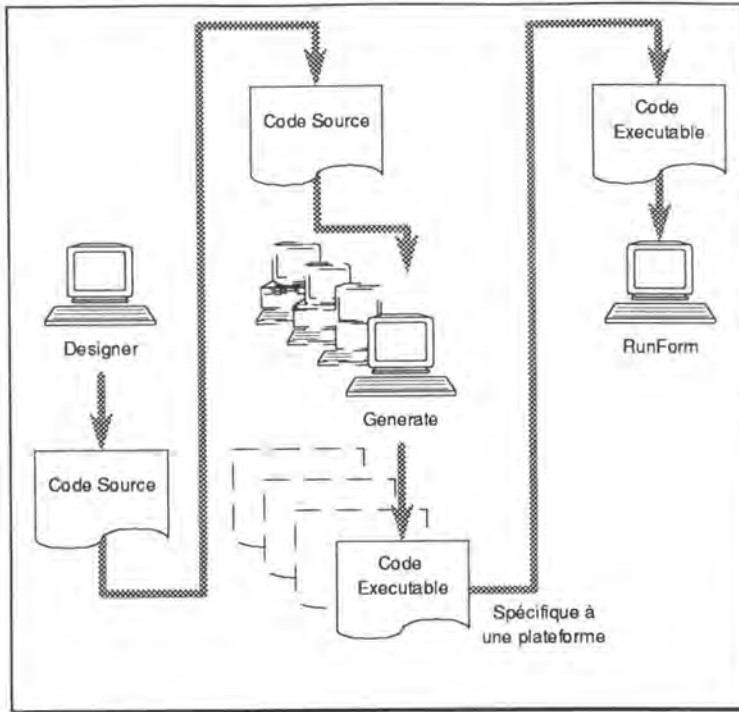 Designer
Code Source
Code Source
Generate
Code
Executable
Spécifique à
une plateforme
Code
Executable
RunForm